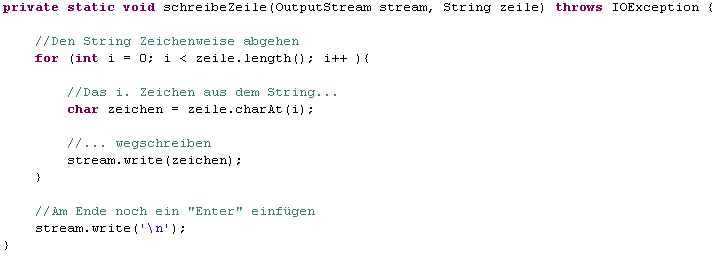 private static void schreibeZeile(OutputStream stream, String zeile) throws IOException {
//Den String Zeichenweise abgehen
for (int i = 0; i < zeile.length(); i++ ){
//Das i. Zeichen aus dem String...
char zeichen = zeile.charAt(i);
//... wegschreiben
stream.write(zeichen);
}
//Am Ende noch ein "Enter" einfügen
stream.write('\n');
}